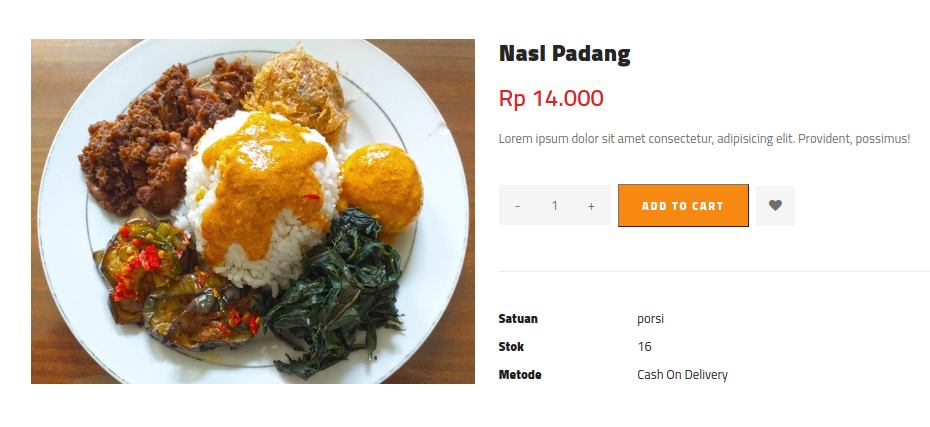 Nasi Padang
Rp 14.000
Lorem ipsum dolor sit amet consectetur, adipisicing elit. Provident, possimus!
- 1 +
ADD TO CART
Satuan porsi
Stok 16
Metode Cash On Delivery